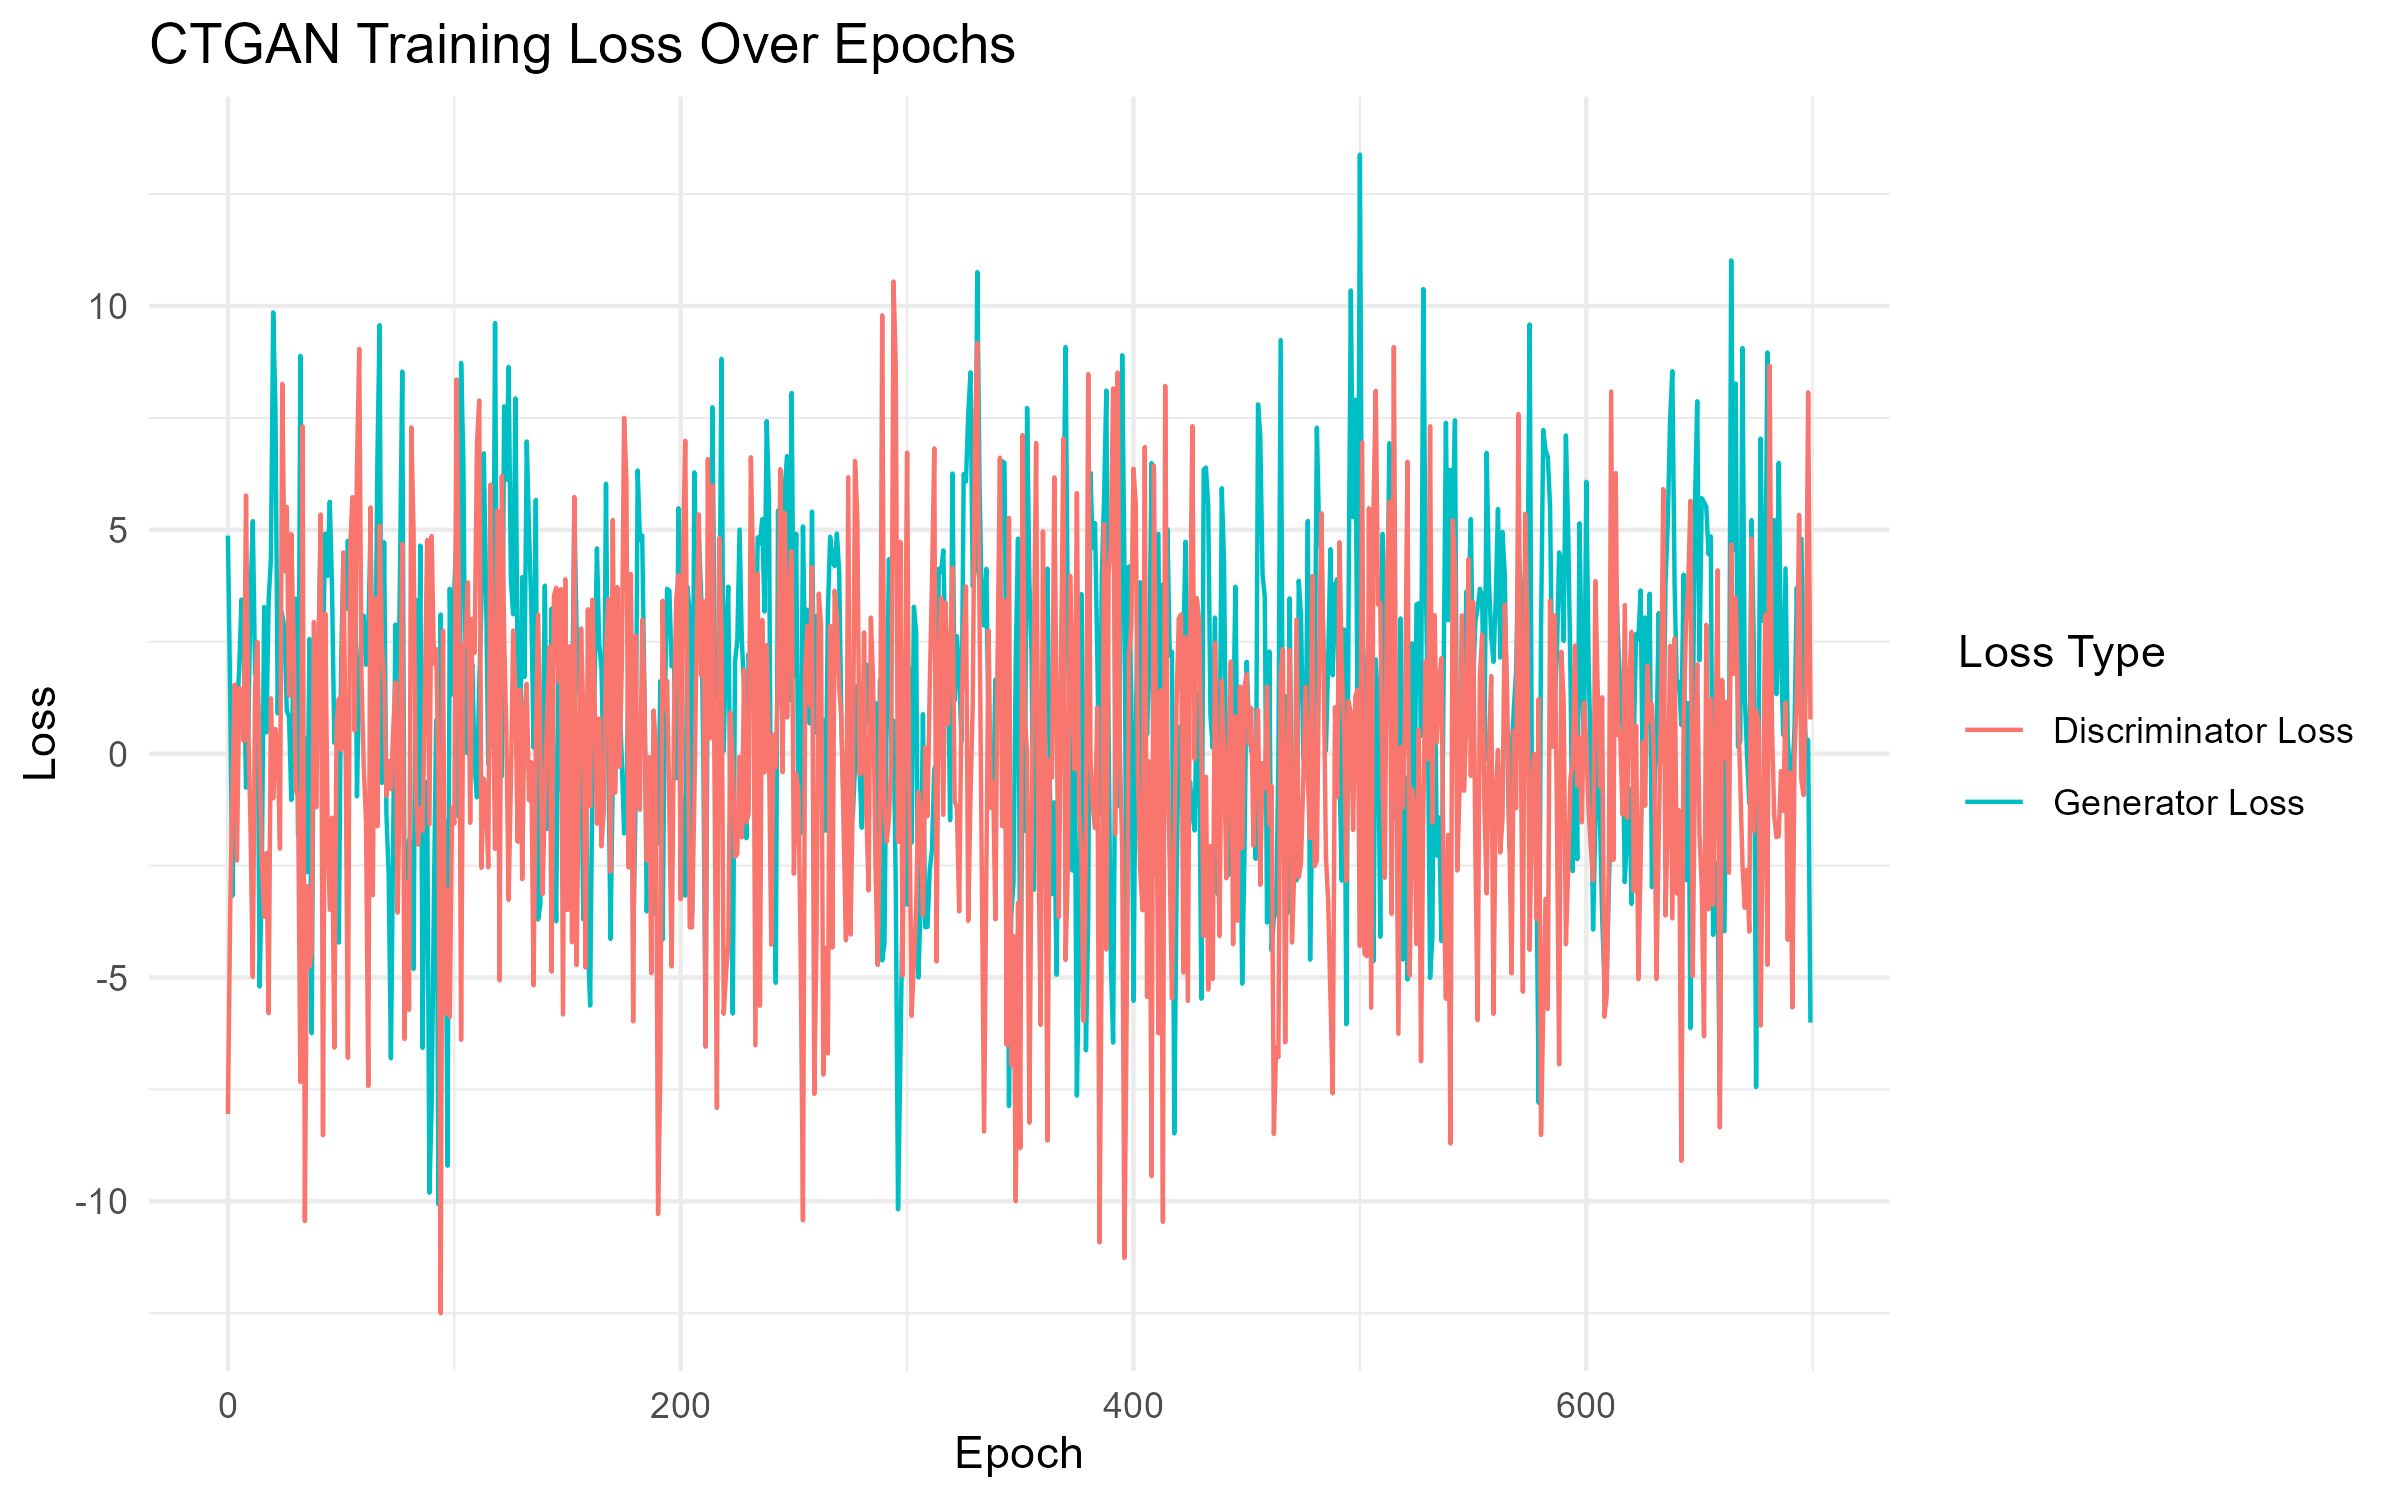 CTGAN Training Loss Over Epochs
Loss
10
5
0
-5
-10
0 200 400 600
Epoch
Loss Type
Discriminator Loss
Generator Loss